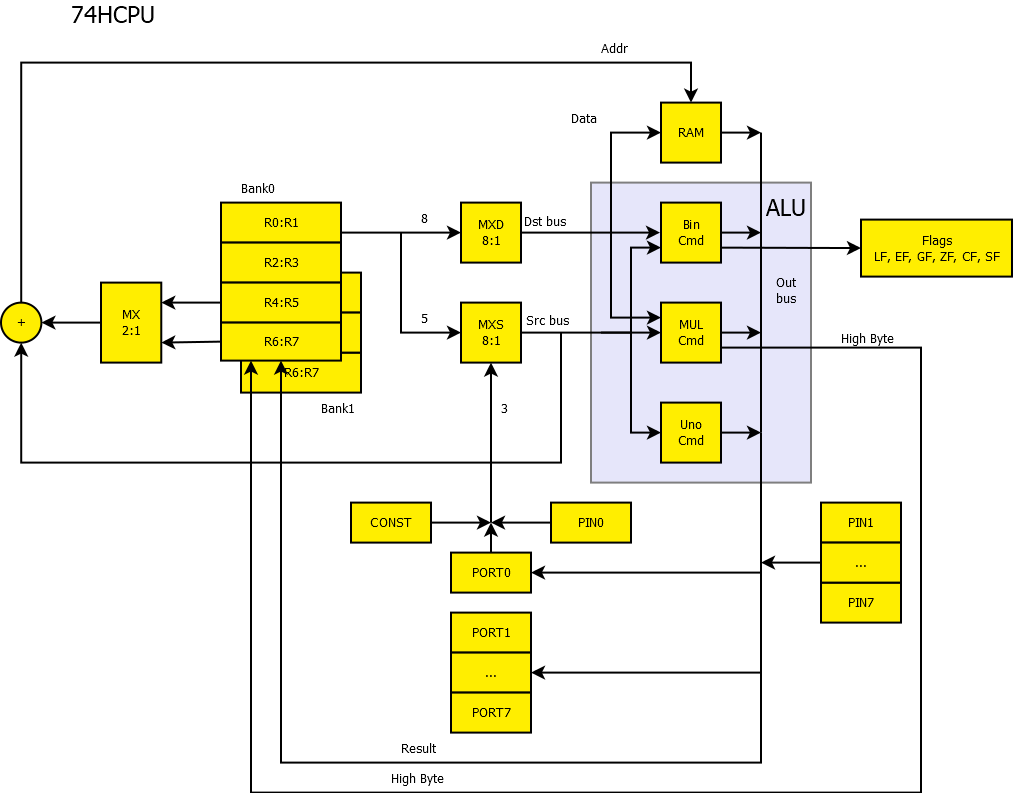 74HCPU
Addr
Data
RAM
Bank0
R0:R1
R2:R3
R4:R5
R6:R7
R6:R7
Bank1
8
5
3
MXD
8:1
Dst bus
MXS
8:1
Src bus
MX
2:1
+
ALU
Bin
Cmd
MUL
Cmd
Uno
Cmd
Out
bus
Flags
LF, EF, GF, ZF, CF, SF
High Byte
CONST
PIN0
PORT0
PORT1
...
PORT7
PIN1
...
PIN7
Result
High Byte